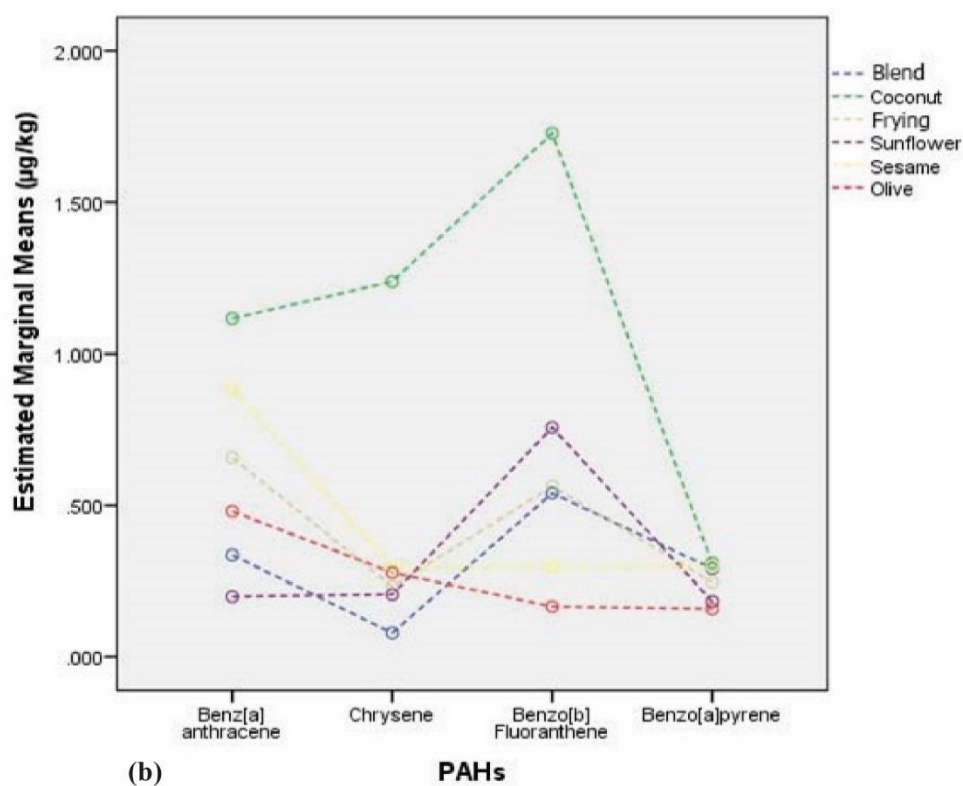 Estimated Marginal Means (µg/kg)
2.000
1.500
1.000
.500
.000
Benz[a]
anthracene
Chrysene
Benzo[b]
Fluoranthene
Benzo[a]pyrene
(b)
PAHs
Blend
Coconut
Frying
Sunflower
Sesame
Olive